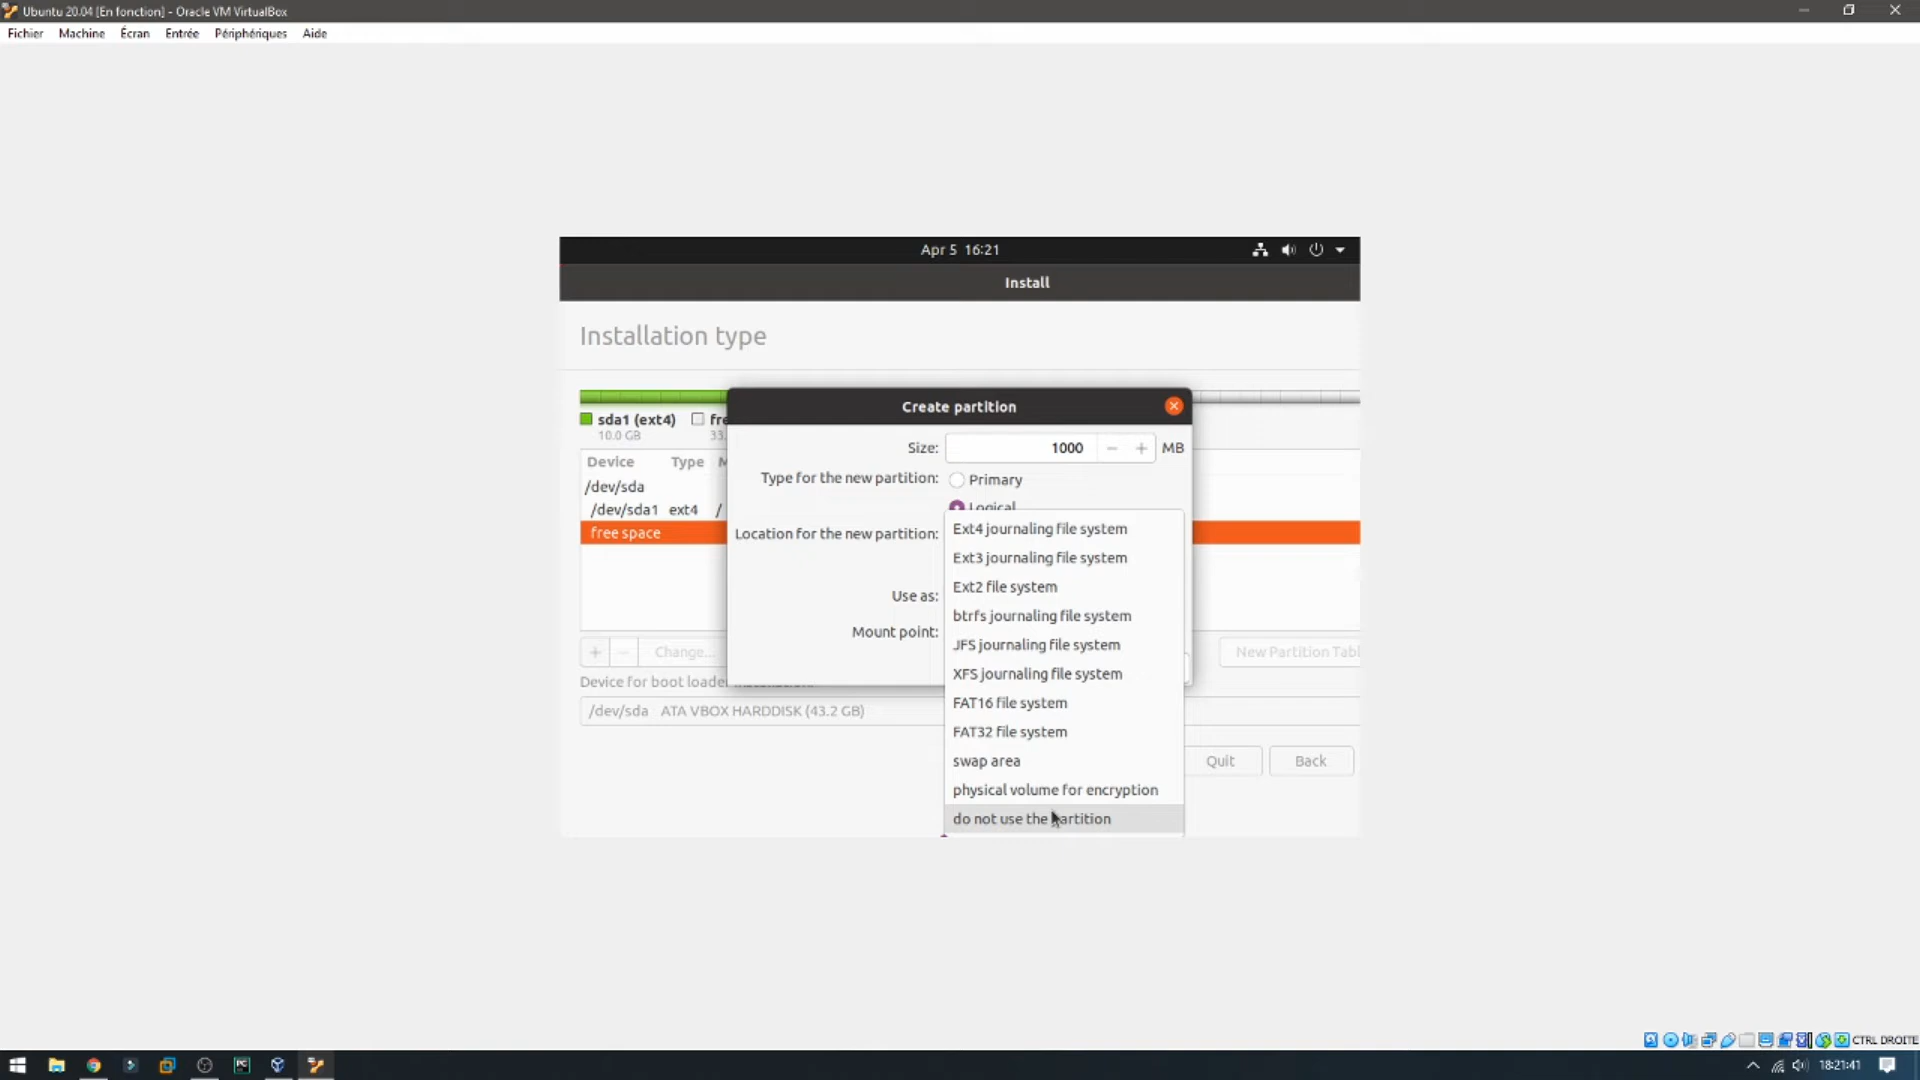 Ubuntu 20.04 [En fonction] - Oracle VM VirtualBox
Fichier Machine Écran Entrée Périphériques Aide
Apr 5 16:21
Install
Installation type
sda1 (ext4)
10.0 GB
Device Type
/dev/sda
/dev/sda1 ext4 /
free space
+ − Change...
Device for boot loader installation:
/dev/sda ATA VBOX HARDDISK (43.2 GB)
Create partition
Size: 1000 − + MB
Type for the new partition: Primary
Logical
Location for the new partition:
Use as:
Mount point:
Ext4 journaling file system
Ext3 journaling file system
Ext2 file system
btrfs journaling file system
JFS journaling file system
XFS journaling file system
FAT16 file system
FAT32 file system
swap area
physical volume for encryption
do not use the partition
New Partition Tabl
Quit Back
CTRL DROITE
18:21:41